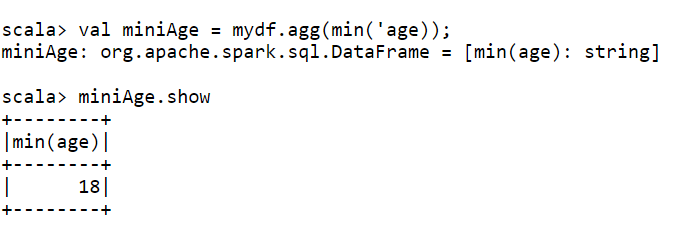 scala> val miniAge = mydf.agg(min('age));
miniAge: org.apache.spark.sql.DataFrame = [min(age): string]
scala> miniAge.show
+--------+
|min(age)|
+--------+
|      18|
+--------+